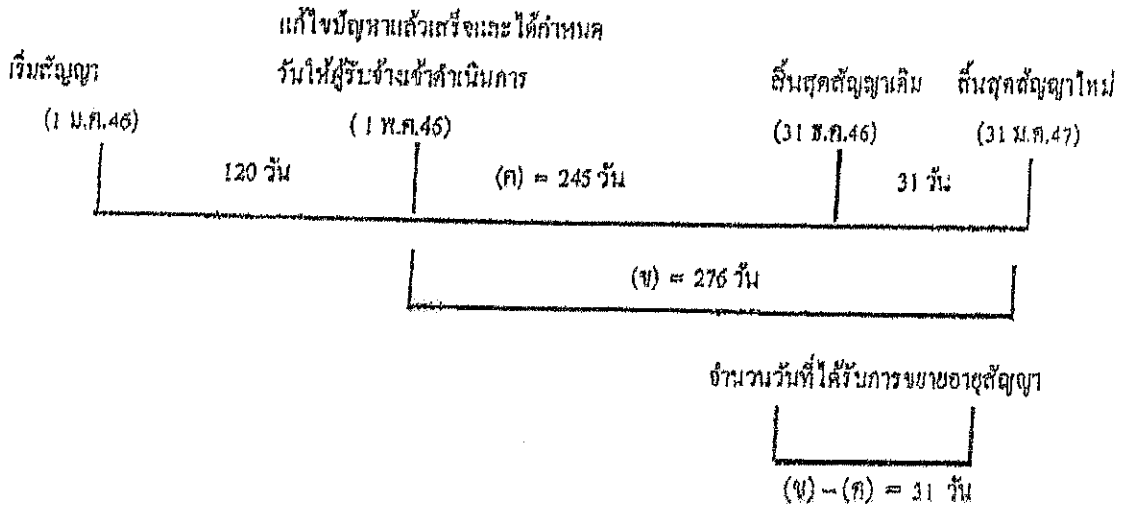 แก้ไขปัญหาแล้วเสร็จและได้กำหนด
เริ่มสัญญา วันให้ผู้รับจ้างเข้าดำเนินการ สิ้นสุดสัญญาเดิม สิ้นสุดสัญญาใหม่
(1 ม.ค.46) (1 พ.ค.46) (31 ธ.ค.46) (31 ม.ค.47)
120 วัน (ค) = 245 วัน 31 วัน
(ข) = 276 วัน
จำนวนวันที่ได้รับการขยายอายุสัญญา
(ข) – (ค) = 31 วัน